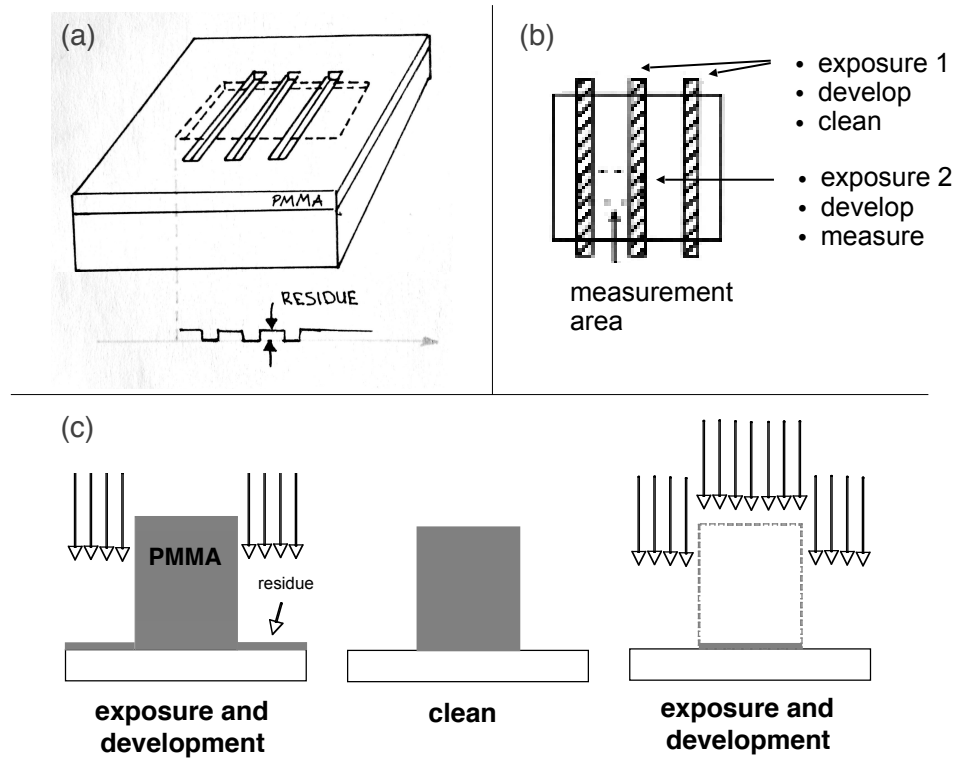 (a)
PMMA
RESIDUE
(b)
• exposure 1
• develop
• clean
• exposure 2
• develop
• measure
measurement
area
(c)
PMMA
residue
exposure and
development
clean
exposure and
development